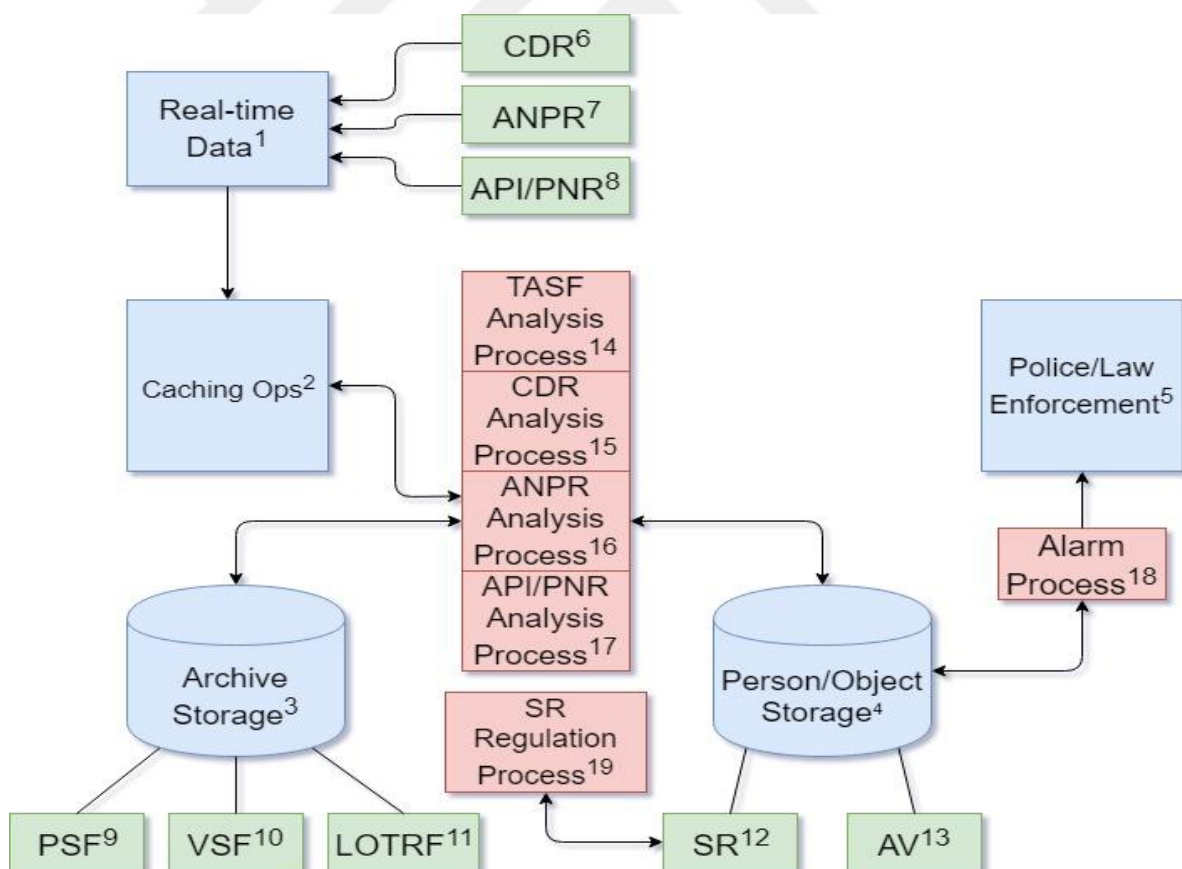 CDR⁶
Real-time
Data¹
ANPR⁷
API/PNR⁸
TASF
Analysis
Process¹⁴
Caching Ops²
CDR
Analysis
Process¹⁵
Police/Law
Enforcement⁵
ANPR
Analysis
Process¹⁶
Alarm
Process¹⁸
API/PNR
Analysis
Process¹⁷
Archive
Storage³
Person/Object
Storage⁴
SR
Regulation
Process¹⁹
PSF⁹
VSF¹⁰
LOTRF¹¹
SR¹²
AV¹³